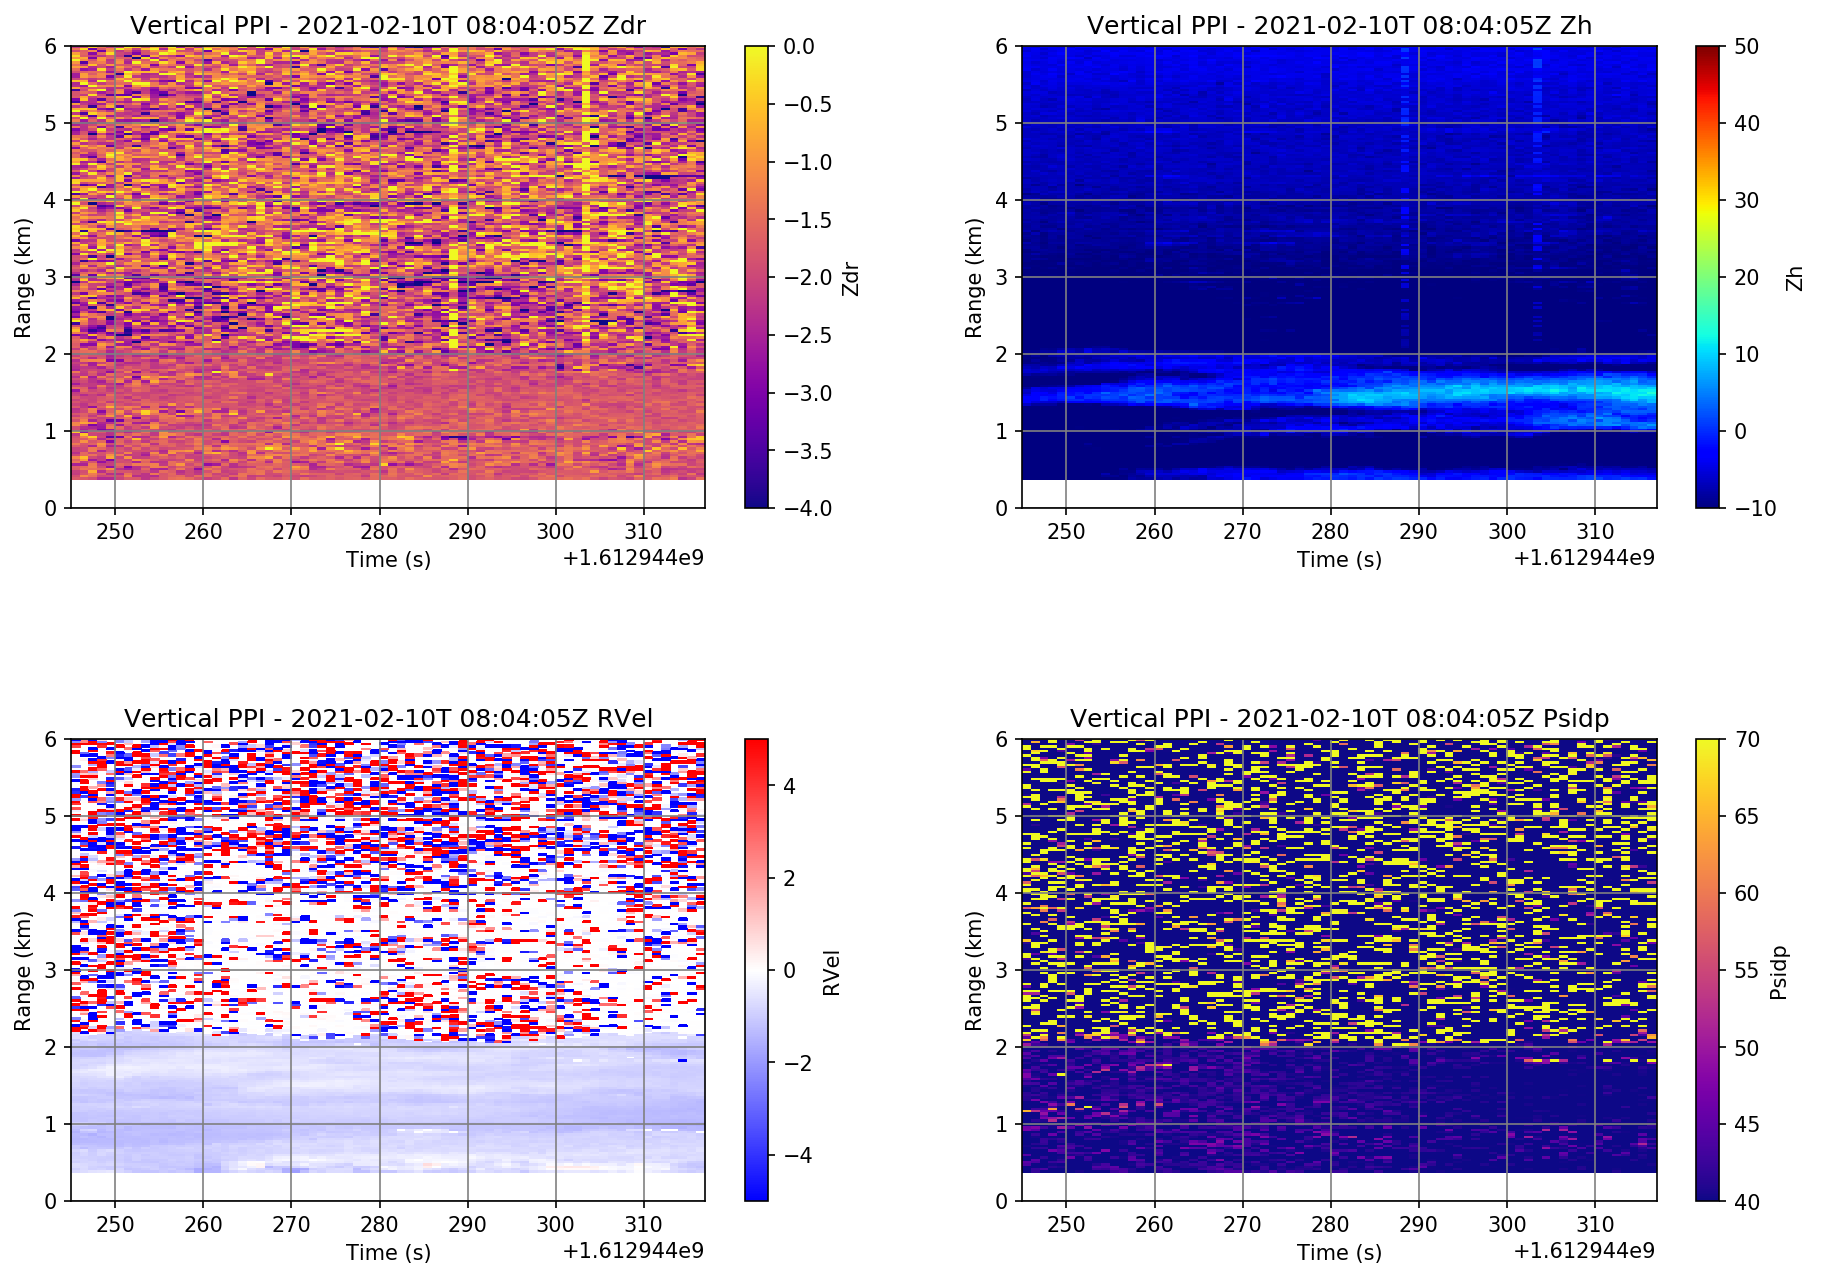 Vertical PPI - 2021-02-10T 08:04:05Z Zdr
6
5
4
3
2
1
0
Range (km)
250 260 270 280 290 300 310
Time (s)
+1.612944e9
0.0
−0.5
−1.0
−1.5
−2.0
−2.5
−3.0
−3.5
−4.0
Zdr
Vertical PPI - 2021-02-10T 08:04:05Z Zh
6
5
4
3
2
1
0
Range (km)
250 260 270 280 290 300 310
Time (s)
+1.612944e9
50
40
30
20
10
0
−10
Zh
Vertical PPI - 2021-02-10T 08:04:05Z RVel
6
5
4
3
2
1
0
Range (km)
250 260 270 280 290 300 310
Time (s)
+1.612944e9
4
2
0
−2
−4
RVel
Vertical PPI - 2021-02-10T 08:04:05Z Psidp
6
5
4
3
2
1
0
Range (km)
250 260 270 280 290 300 310
Time (s)
+1.612944e9
70
65
60
55
50
45
40
Psidp